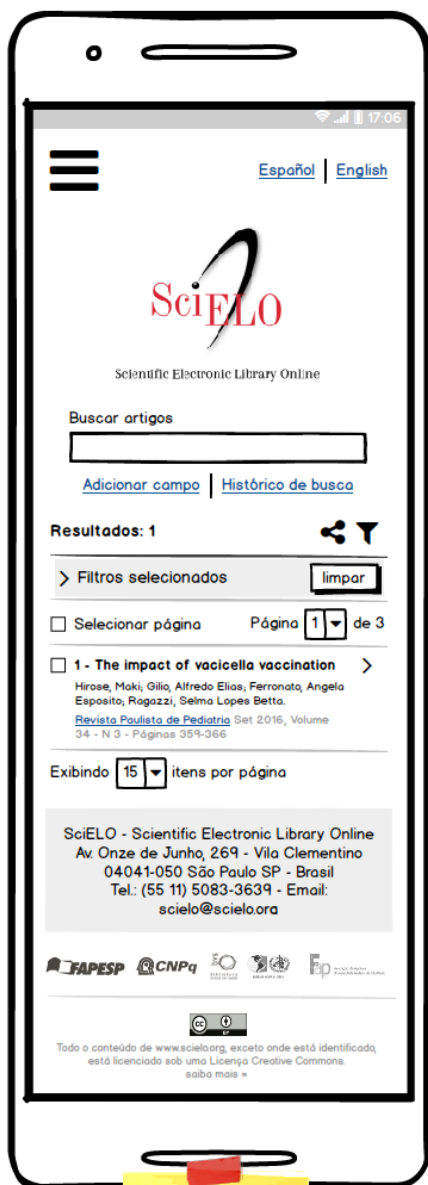 17:06
Español English
SciELO
Scientific Electronic Library Online
Buscar artigos
Adicionar campo Histórico de busca
Resultados: 1
Filtros selecionados limpar
Selecionar página Página 1 de 3
1 - The impact of vacicella vaccination
Hirose, Maki; Gilio, Alfredo Elias; Ferronato, Angela
Esposito; Ragazzi, Selma Lopes Betta.
Revista Paulista de Pediatria Set 2016, Volume
34 - N 3 - Páginas 359-366
Exibindo 15 itens por página
SciELO - Scientific Electronic Library Online
Av. Onze de Junho, 269 - Vila Clementino
04041-050 São Paulo SP - Brasil
Tel.: (55 11) 5083-3639 - Email:
scielo@scielo.org
FAPESP CNPq Fap
cc BY
Todo o conteúdo de www.scielo.org, exceto onde está identificado,
está licenciado sob uma Licença Creative Commons.
saiba mais »